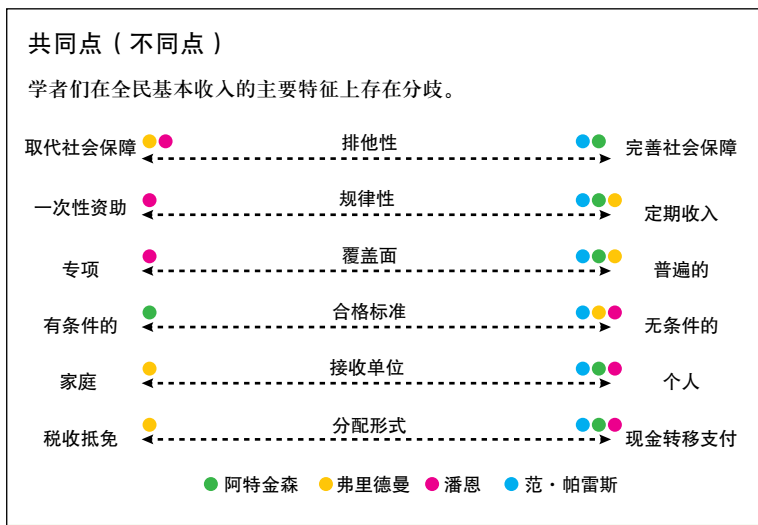 共同点（不同点）
学者们在全民基本收入的主要特征上存在分歧。
取代社会保障 排他性 完善社会保障
一次性资助 规律性 定期收入
专项 覆盖面 普遍的
有条件的 合格标准 无条件的
家庭 接收单位 个人
税收抵免 分配形式 现金转移支付
阿特金森 弗里德曼 潘恩 范·帕雷斯